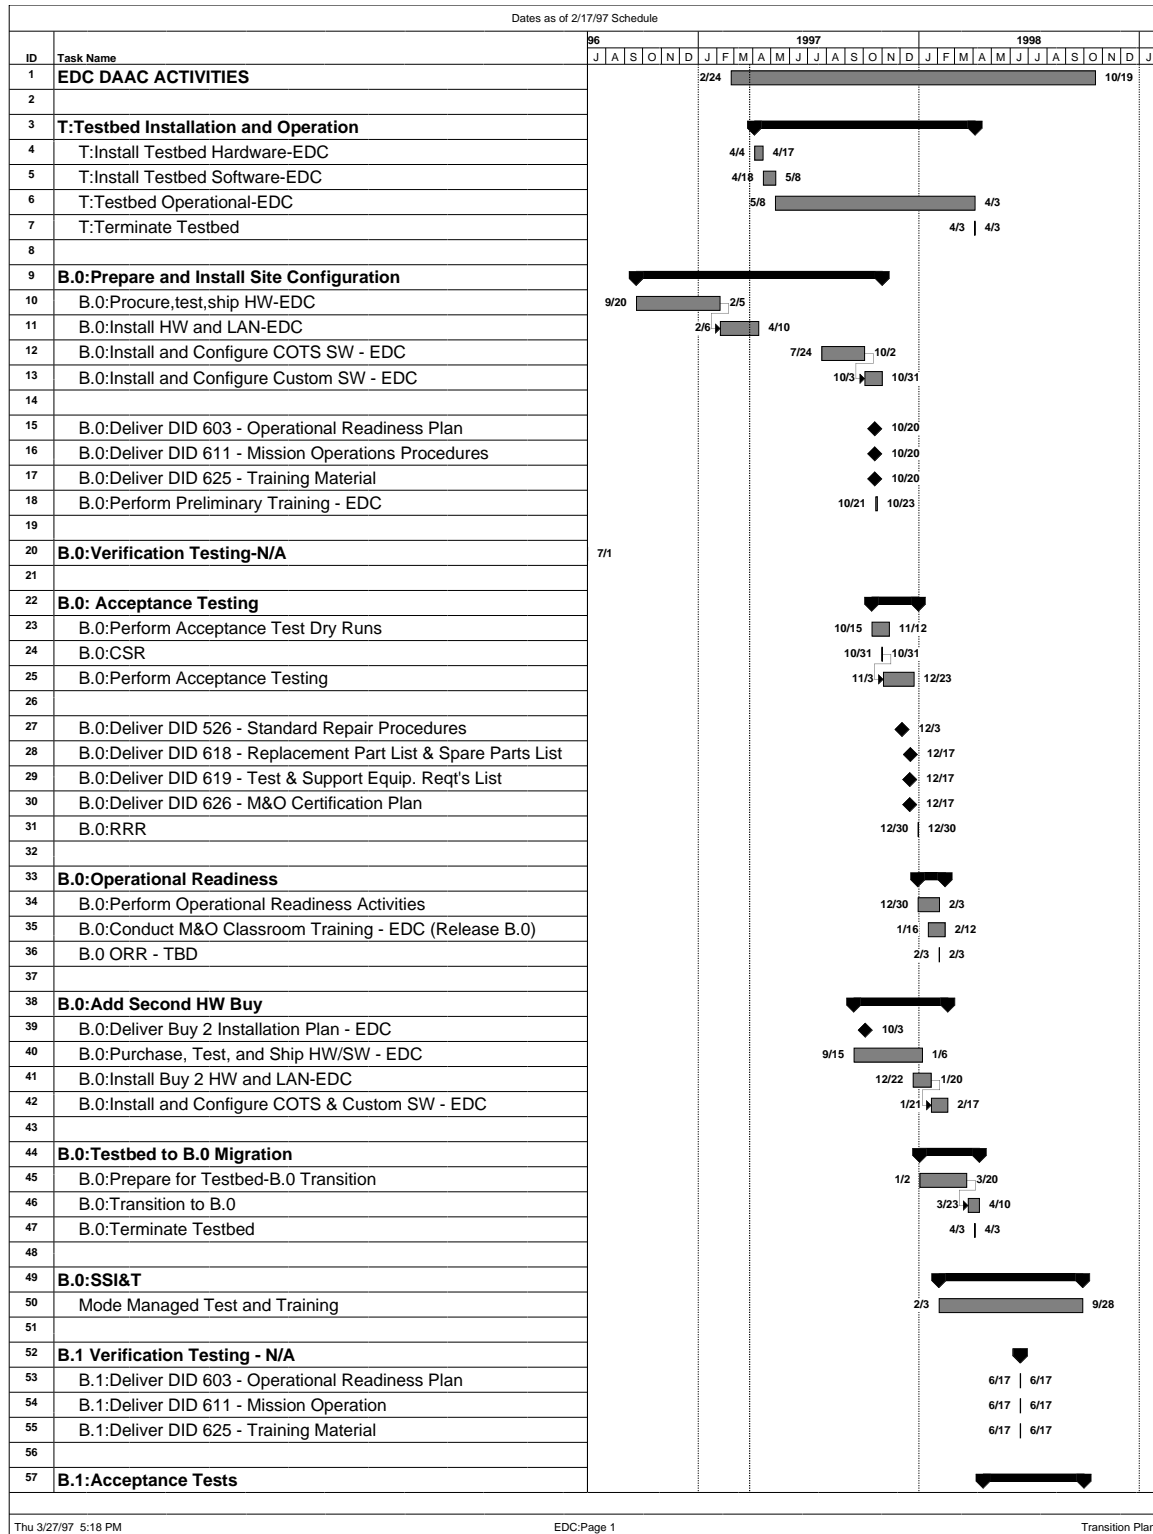 Dates as of 2/17/97 Schedule
96 1997 1998
ID Task Name J A S O N D J F M A M J J A S O N D J F M A M J J A S O N D J
1 EDC DAAC ACTIVITIES 2/24 10/19
2
3 T:Testbed Installation and Operation
4 T:Install Testbed Hardware-EDC 4/4 4/17
5 T:Install Testbed Software-EDC 4/18 5/8
6 T:Testbed Operational-EDC 5/8 4/3
7 T:Terminate Testbed 4/3 4/3
8
9 B.0:Prepare and Install Site Configuration
10 B.0:Procure,test,ship HW-EDC 9/20 2/5
11 B.0:Install HW and LAN-EDC 2/6 4/10
12 B.0:Install and Configure COTS SW - EDC 7/24 10/2
13 B.0:Install and Configure Custom SW - EDC 10/3 10/31
14
15 B.0:Deliver DID 603 - Operational Readiness Plan 10/20
16 B.0:Deliver DID 611 - Mission Operations Procedures 10/20
17 B.0:Deliver DID 625 - Training Material 10/20
18 B.0:Perform Preliminary Training - EDC 10/21 10/23
19
20 B.0:Verification Testing-N/A 7/1
21
22 B.0: Acceptance Testing
23 B.0:Perform Acceptance Test Dry Runs 10/15 11/12
24 B.0:CSR 10/31 10/31
25 B.0:Perform Acceptance Testing 11/3 12/23
26
27 B.0:Deliver DID 526 - Standard Repair Procedures 12/3
28 B.0:Deliver DID 618 - Replacement Part List & Spare Parts List 12/17
29 B.0:Deliver DID 619 - Test & Support Equip. Reqt's List 12/17
30 B.0:Deliver DID 626 - M&O Certification Plan 12/17
31 B.0:RRR 12/30 12/30
32
33 B.0:Operational Readiness
34 B.0:Perform Operational Readiness Activities 12/30 2/3
35 B.0:Conduct M&O Classroom Training - EDC (Release B.0) 1/16 2/12
36 B.0 ORR - TBD 2/3 2/3
37
38 B.0:Add Second HW Buy
39 B.0:Deliver Buy 2 Installation Plan - EDC 10/3
40 B.0:Purchase, Test, and Ship HW/SW - EDC 9/15 1/6
41 B.0:Install Buy 2 HW and LAN-EDC 12/22 1/20
42 B.0:Install and Configure COTS & Custom SW - EDC 1/21 2/17
43
44 B.0:Testbed to B.0 Migration
45 B.0:Prepare for Testbed-B.0 Transition 1/2 3/20
46 B.0:Transition to B.0 3/23 4/10
47 B.0:Terminate Testbed 4/3 4/3
48
49 B.0:SSI&T
50 Mode Managed Test and Training 2/3 9/28
51
52 B.1 Verification Testing - N/A
53 B.1:Deliver DID 603 - Operational Readiness Plan 6/17 6/17
54 B.1:Deliver DID 611 - Mission Operation 6/17 6/17
55 B.1:Deliver DID 625 - Training Material 6/17 6/17
56
57 B.1:Acceptance Tests
Thu 3/27/97 5:18 PM EDC:Page 1 Transition Plan